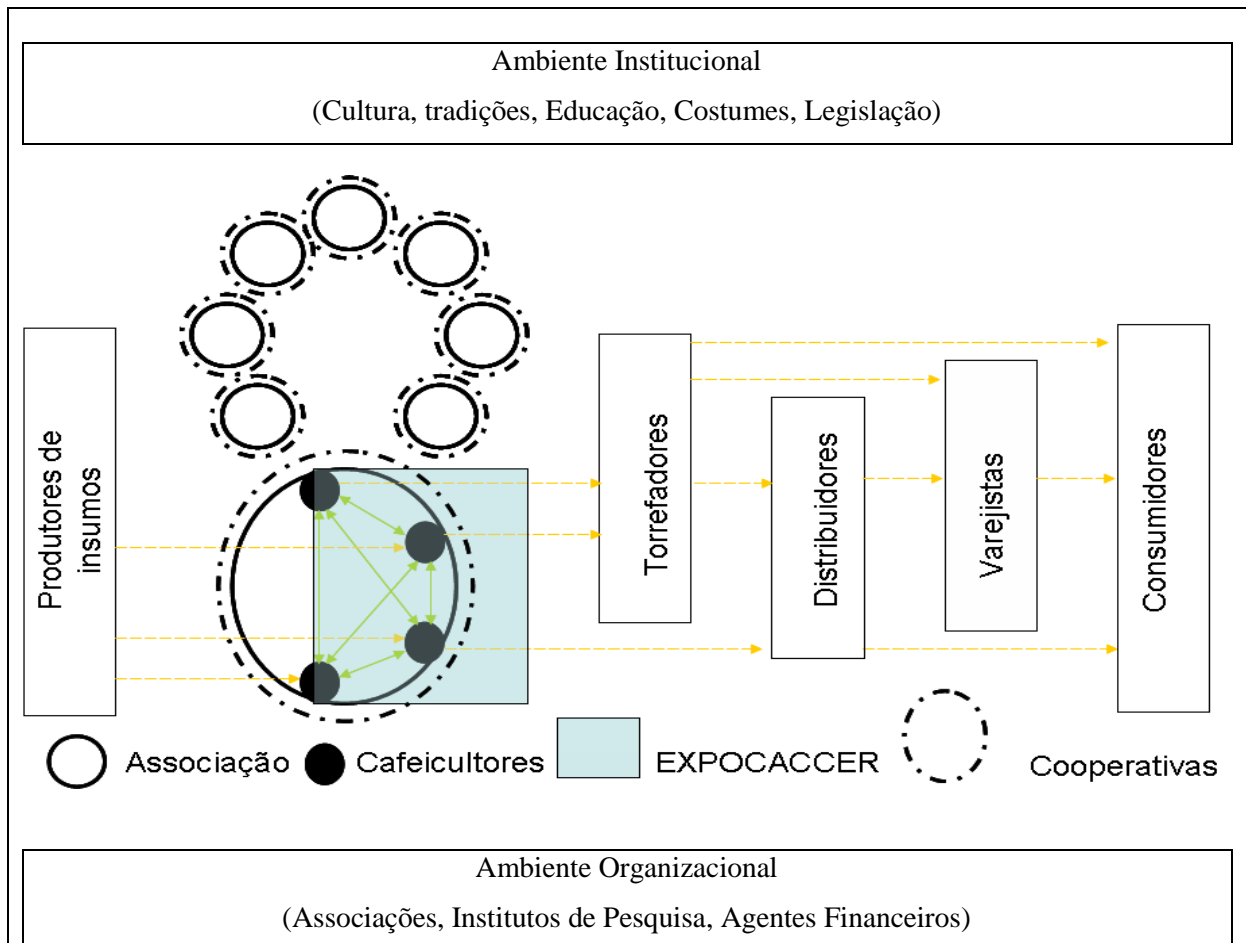 Ambiente Institucional
(Cultura, tradições, Educação, Costumes, Legislação)
Produtores de
insumos
Torrefadores
Distribuidores
Varejistas
Consumidores
Associação
Cafeicultores
EXPOCACCER
Cooperativas
Ambiente Organizacional
(Associações, Institutos de Pesquisa, Agentes Financeiros)